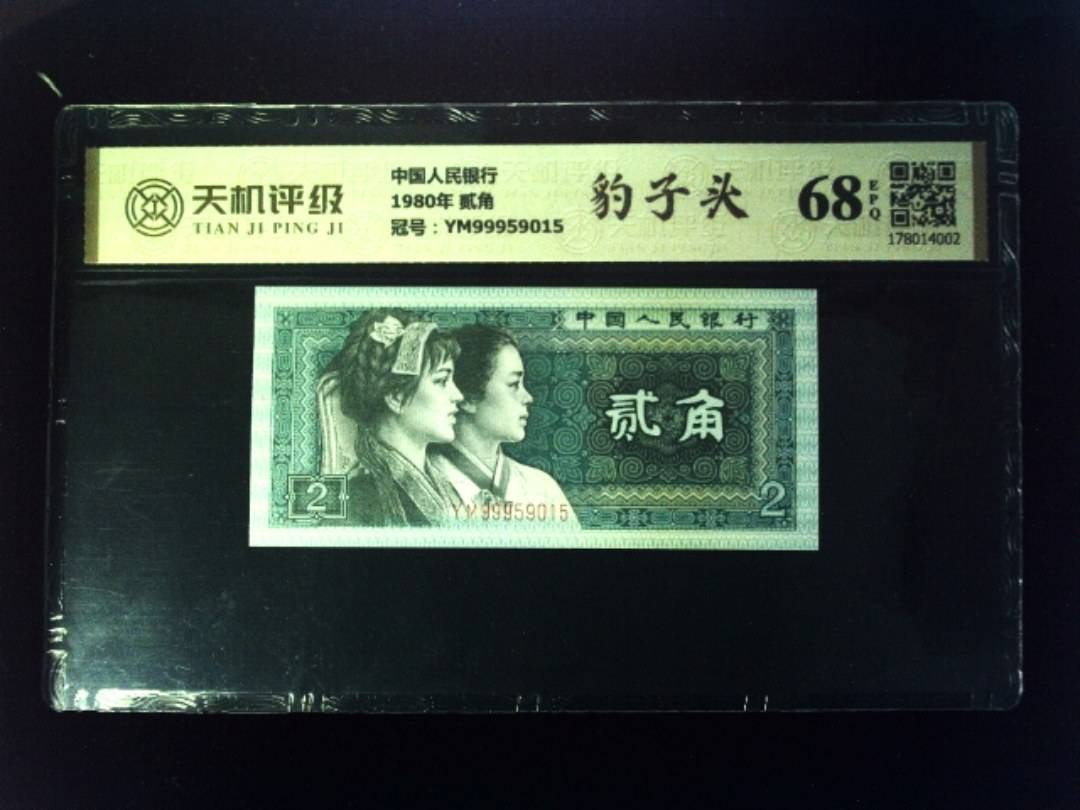 天机评级
TIAN JI PING JI
中国人民银行
1980年 贰角
冠号：YM99959015
豹子头
68
EPQ
178014002
中国人民银行
贰角
2
YM99959015
2